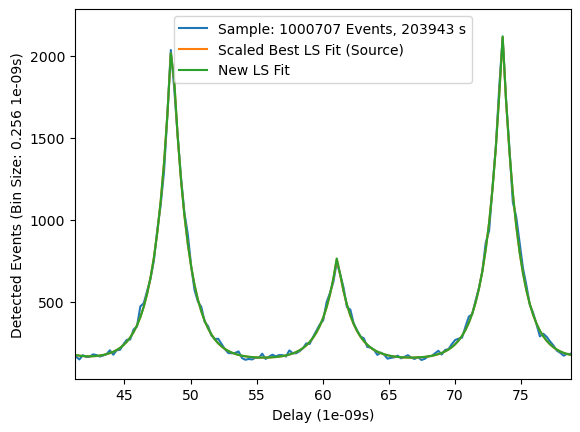 Sample: 1000707 Events, 203943 s
Scaled Best LS Fit (Source)
New LS Fit
Detected Events (Bin Size: 0.256 1e-09s)
2000
1500
1000
500
45 50 55 60 65 70 75
Delay (1e-09s)